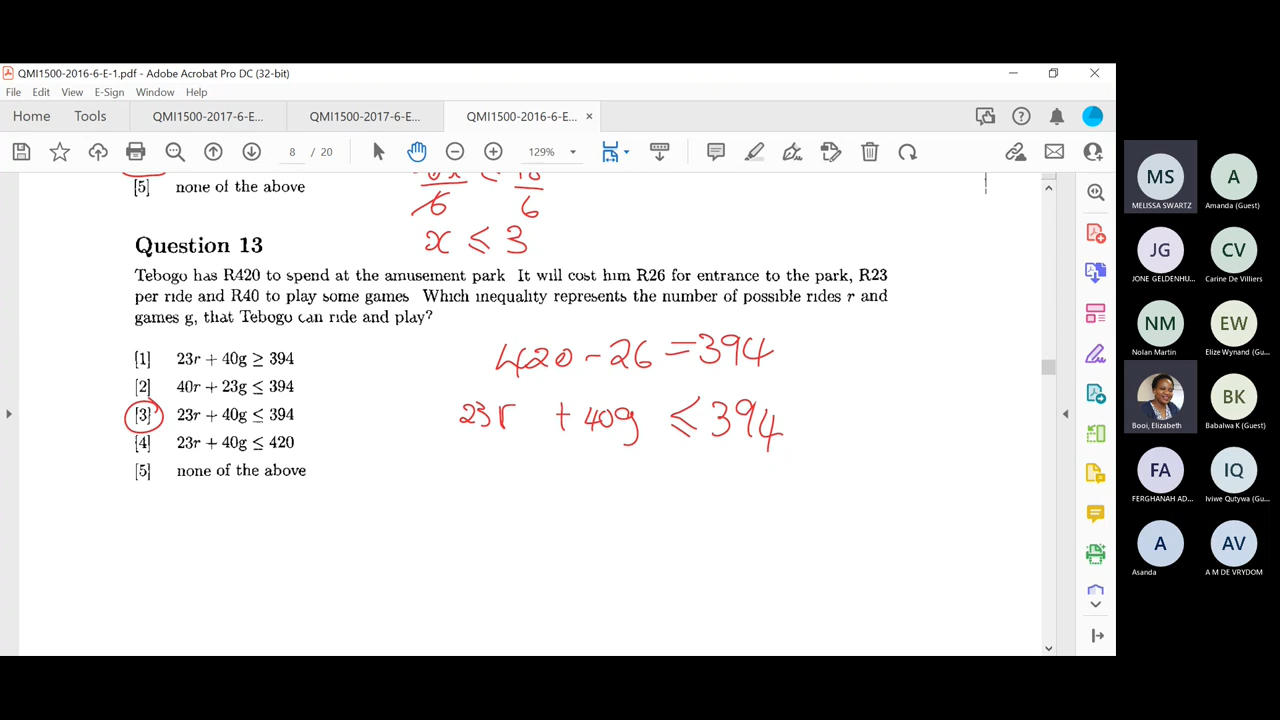 QMI1500-2016-6-E-1.pdf - Adobe Acrobat Pro DC (32-bit)
File Edit View E-Sign Window Help
Home Tools QMI1500-2017-6-E... QMI1500-2017-6-E... QMI1500-2016-6-E... ×
8 / 20 129%
[5] none of the above
6 6
x ≤ 3
Question 13
Tebogo has R420 to spend at the amusement park It will cost him R26 for entrance to the park, R23
per ride and R40 to play some games Which inequality represents the number of possible rides r and
games g, that Tebogo can ride and play?
[1] 23r + 40g ≥ 394
[2] 40r + 23g ≤ 394
[3] 23r + 40g ≤ 394
[4] 23r + 40g ≤ 420
[5] none of the above
420 - 26 = 394
23r + 40g ≤ 394
MS
MELISSA SWARTZ
A
Amanda (Guest)
JG
JONE GELDENHU...
CV
Carine De Villiers
NM
Nolan Martin
EW
Elize Wynand (Gu...
Booi, Elizabeth
BK
Babalwa K (Guest)
FA
FERGHANAH AD...
IQ
Iviwe Qutywa (Gu...
A
Asanda
AV
A M DE VRYDOM